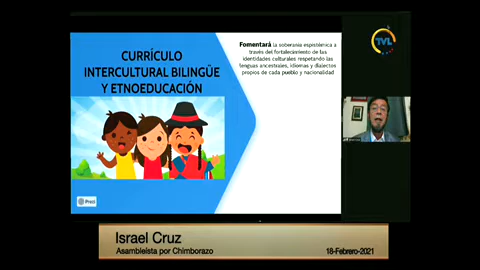 CURRÍCULO
INTERCULTURAL BILINGÜE
Y ETNOEDUCACIÓN
Fomentará la soberanía epistémica a
través del fortalecimiento de las
identidades culturales respetando las
lenguas ancestrales, idiomas y dialectos
propios de cada pueblo y nacionalidad
TVL
Prezi
Israel Cruz
Asambleísta por Chimborazo
18-Febrero-2021